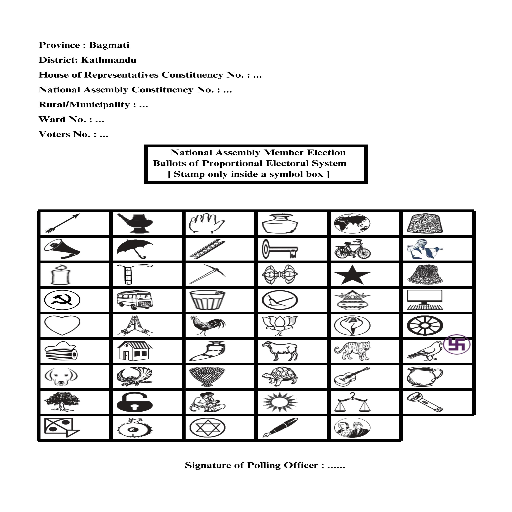 Province : Bagmati
District: Kathmandu
House of Representatives Constituency No. : ...
National Assembly Constituency No. : ...
Rural/Municipality : ...
Ward No. : ...
Voters No. : ...
National Assembly Member Election
Ballots of Proportional Electoral System
[ Stamp only inside a symbol box ]
Signature of Polling Officer : ......